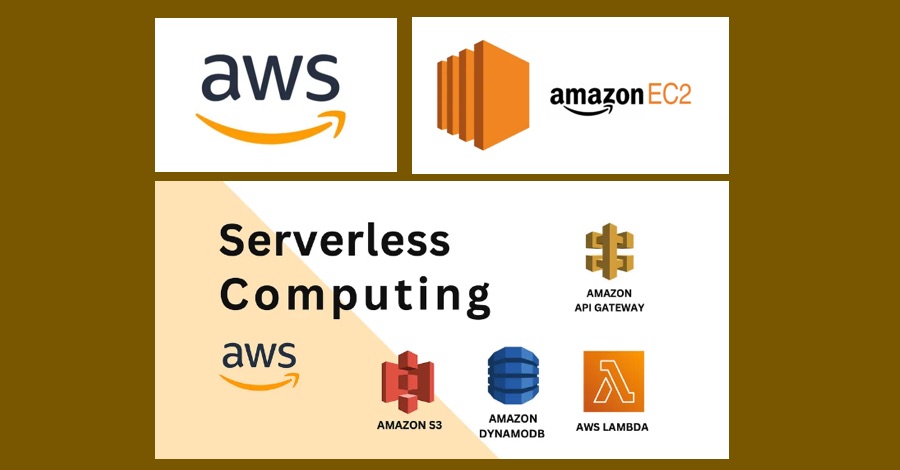 aws
amazon EC2
Serverless
Computing
aws
AMAZON
API GATEWAY
AMAZON S3
AMAZON
DYNAMODB
AWS LAMBDA